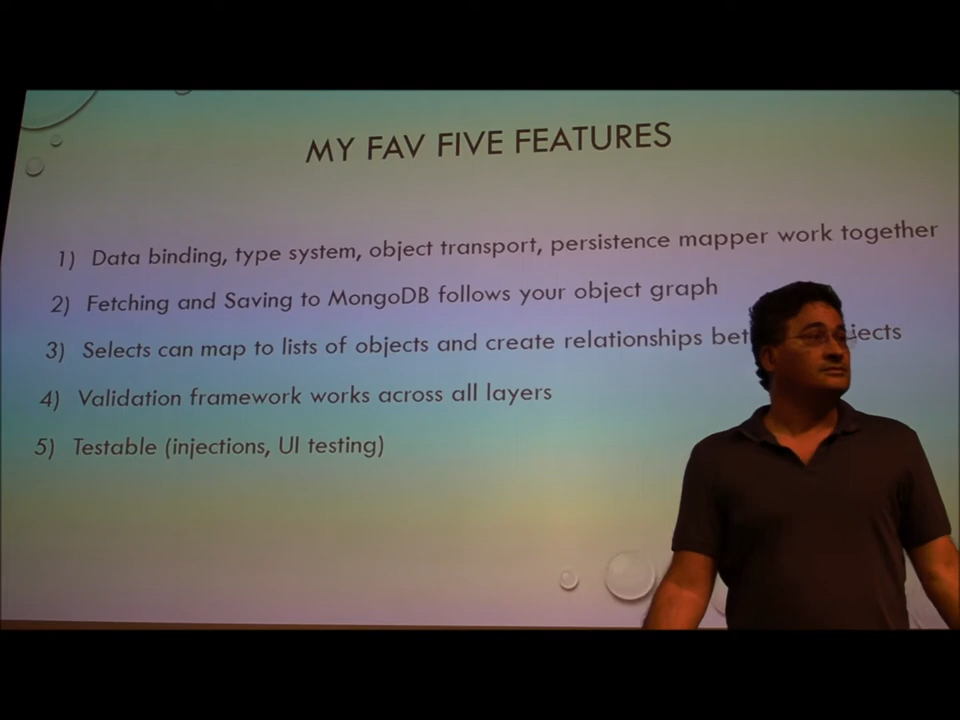 MY FAV FIVE FEATURES
1) Data binding, type system, object transport, persistence mapper work together
2) Fetching and Saving to MongoDB follows your object graph
3) Selects can map to lists of objects and create relationships
4) Validation framework works across all layers
5) Testable (injections, UI testing)